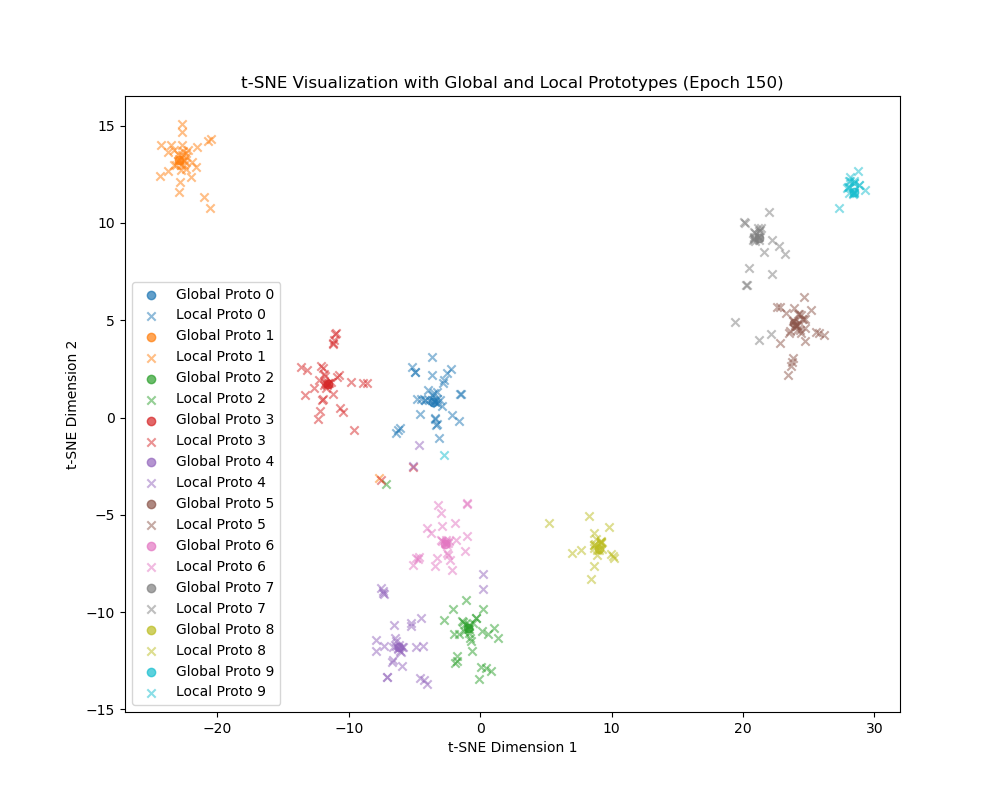 t-SNE Visualization with Global and Local Prototypes (Epoch 150)
t-SNE Dimension 2
15
10
5
0
−5
−10
−15
Global Proto 0
Local Proto 0
Global Proto 1
Local Proto 1
Global Proto 2
Local Proto 2
Global Proto 3
Local Proto 3
Global Proto 4
Local Proto 4
Global Proto 5
Local Proto 5
Global Proto 6
Local Proto 6
Global Proto 7
Local Proto 7
Global Proto 8
Local Proto 8
Global Proto 9
Local Proto 9
−20 −10 0 10 20 30
t-SNE Dimension 1